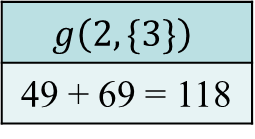 g(2,{3})
49 + 69 = 118